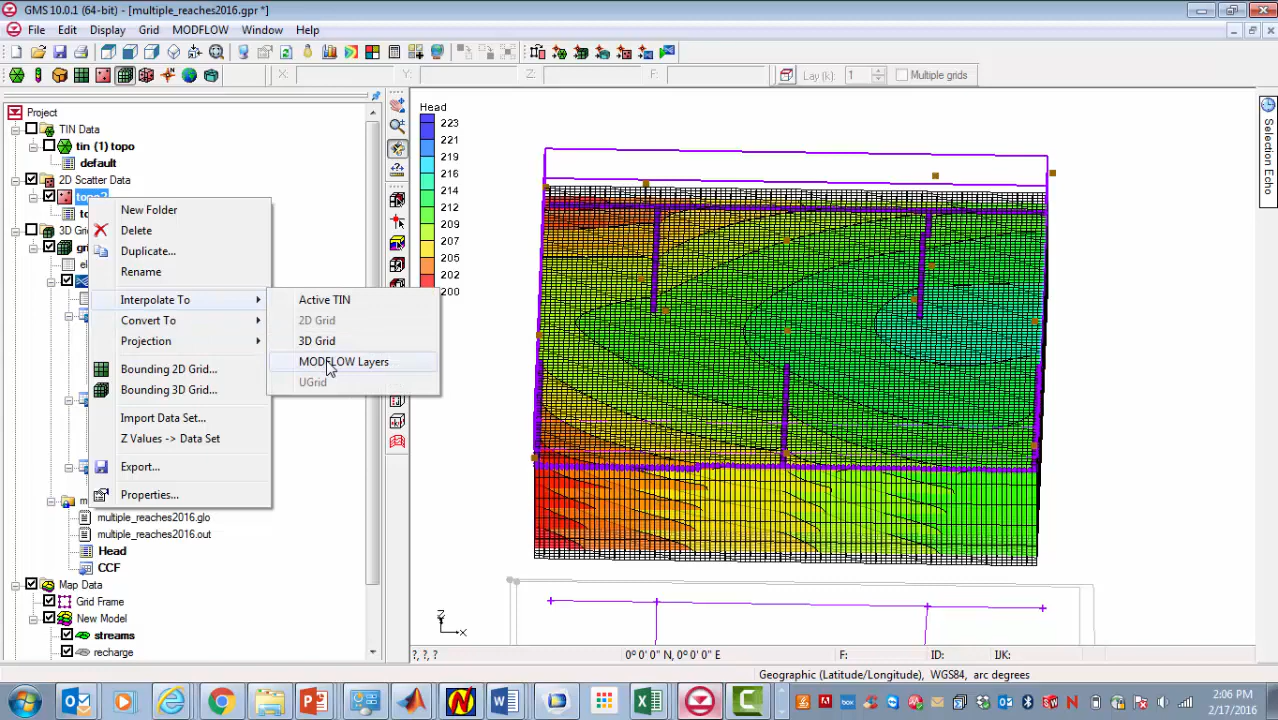 GMS 10.0.1 (64-bit) - [multiple_reaches2016.gpr *]
File Edit Display Grid MODFLOW Window Help
X: Y: Z: F: Lay (k): 1 Multiple grids
Project
TIN Data
tin (1) topo
default
2D Scatter Data
New Folder
Delete
Duplicate...
Rename
Interpolate To
Convert To
Projection
Bounding 2D Grid...
Bounding 3D Grid...
Import Data Set...
Z Values -> Data Set
Export...
Properties...
Active TIN
2D Grid
3D Grid
MODFLOW Layers
UGrid
multiple_reaches2016.glo
multiple_reaches2016.out
Head
CCF
Map Data
Grid Frame
New Model
streams
recharge
Head
223
221
219
216
214
212
209
207
205
202
200
Selection Echo
Z
X
?, ?, ? 0º 0' 0" N, 0º 0' 0" E F: ID: IJK:
Geographic (Latitude/Longitude), WGS84, arc degrees
2:06 PM
2/17/2016